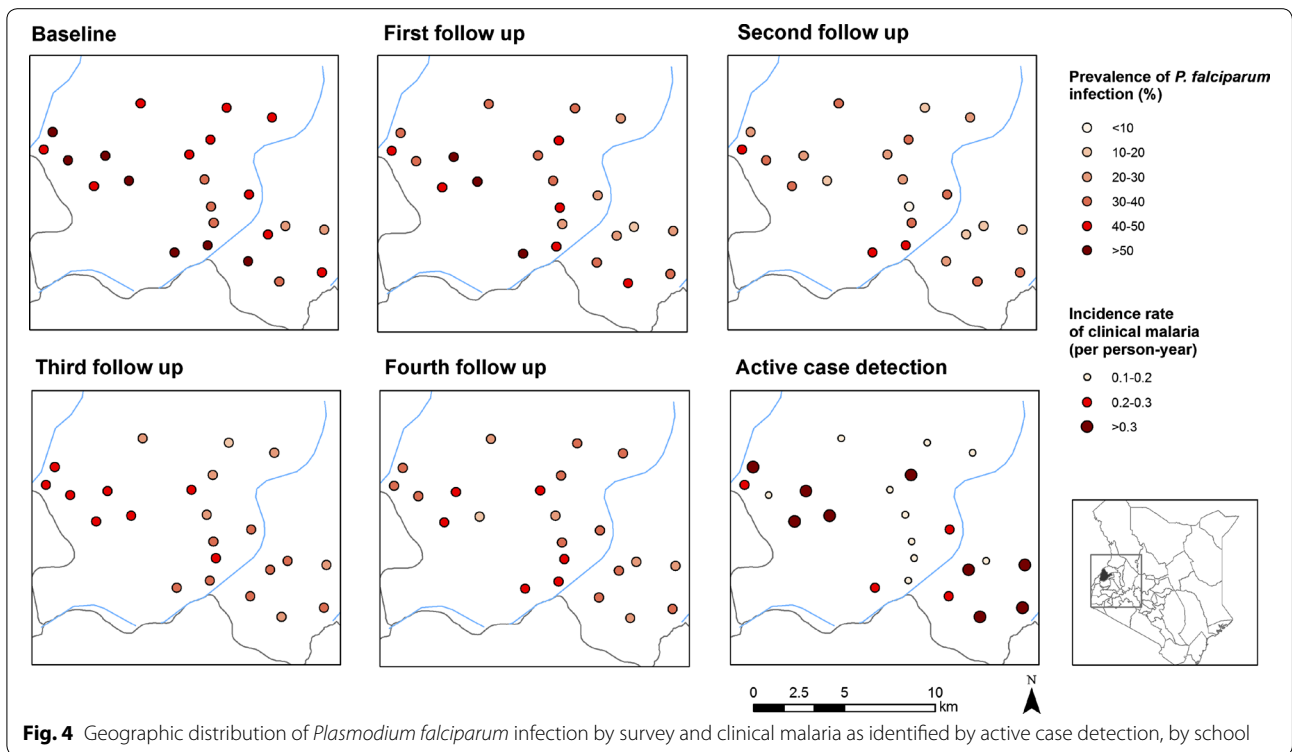 Baseline
First follow up
Second follow up
Prevalence of P. falciparum
infection (%)
<10
10-20
20-30
30-40
40-50
>50
Incidence rate
of clinical malaria
(per person-year)
0.1-0.2
0.2-0.3
>0.3
Third follow up
Fourth follow up
Active case detection
0 2.5 5 10
km
N
Fig. 4 Geographic distribution of Plasmodium falciparum infection by survey and clinical malaria as identified by active case detection, by school